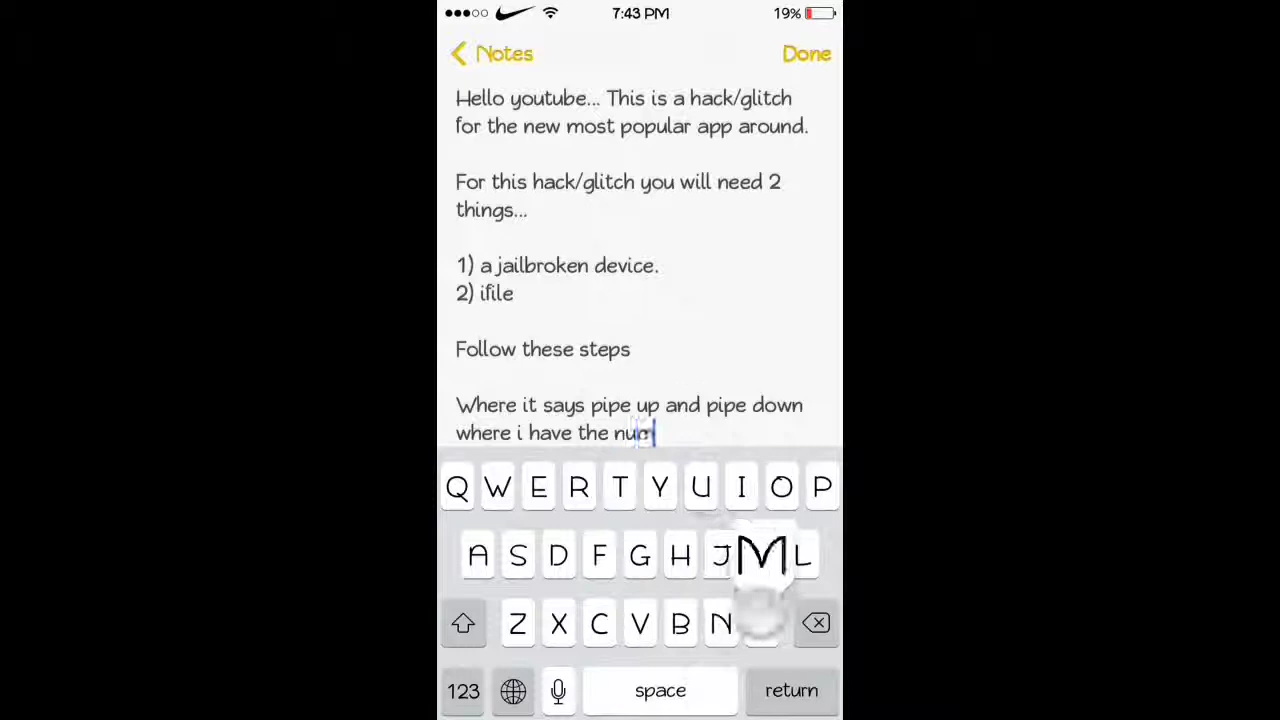 7:43 PM
19%
Notes
Done
Hello youtube... This is a hack/glitch
for the new most popular app around.
For this hack/glitch you will need 2
things...
1) a jailbroken device.
2) ifile
Follow these steps
Where it says pipe up and pipe down
where i have the num
Q W E R T Y U I O P
A S D F G H J M L
Z X C V B N
123
space
return